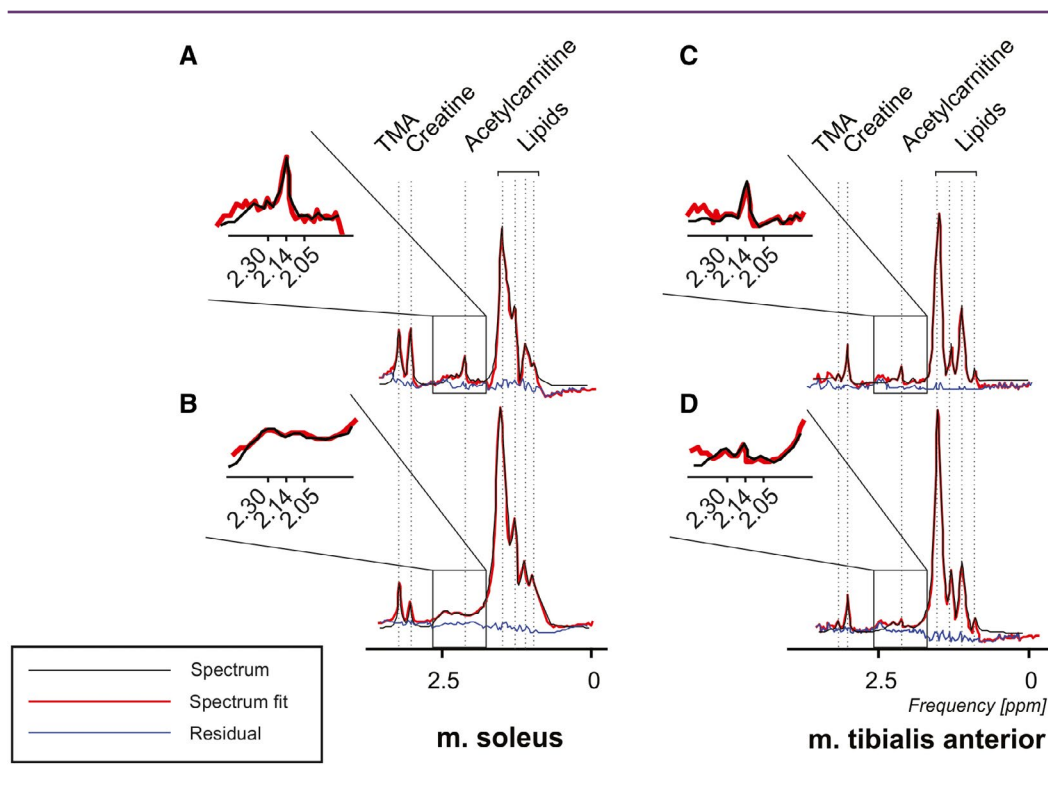 A
TMA
Creatine
Acetylcarnitine
Lipids
2.30
2.14
2.05
C
TMA
Creatine
Acetylcarnitine
Lipids
2.30
2.14
2.05
B
2.30
2.14
2.05
D
2.30
2.14
2.05
Spectrum
Spectrum fit
Residual
2.5 0
m. soleus
2.5 0
Frequency [ppm]
m. tibialis anterior